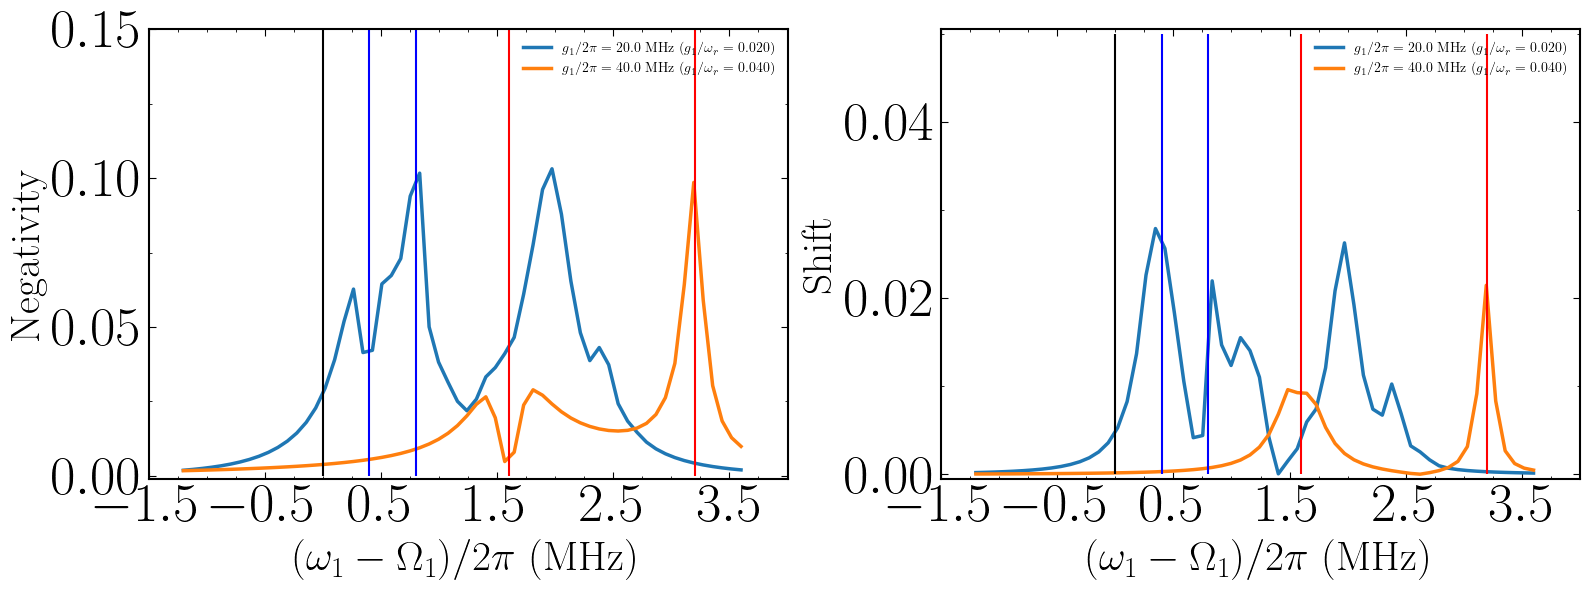 Negativity
0.15
0.10
0.05
0.00
−1.5 −0.5 0.5 1.5 2.5 3.5
(ω₁ − Ω₁)/2π (MHz)
g₁/2π = 20.0 MHz (g₁/ωᵣ = 0.020)
g₁/2π = 40.0 MHz (g₁/ωᵣ = 0.040)
Shift
0.04
0.02
0.00
−1.5 −0.5 0.5 1.5 2.5 3.5
(ω₁ − Ω₁)/2π (MHz)
g₁/2π = 20.0 MHz (g₁/ωᵣ = 0.020)
g₁/2π = 40.0 MHz (g₁/ωᵣ = 0.040)